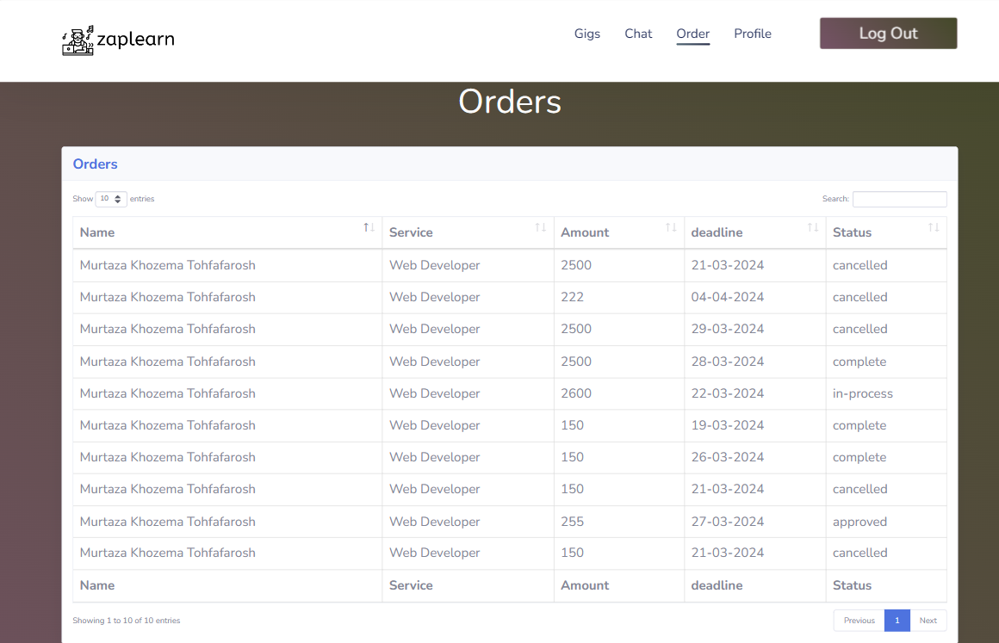 zaplearn Gigs Chat Order Profile Log Out
Orders
Orders
Show 10 entries Search:
Name Service Amount deadline Status
Murtaza Khozema Tohfafarosh Web Developer 2500 21-03-2024 cancelled
Murtaza Khozema Tohfafarosh Web Developer 222 04-04-2024 cancelled
Murtaza Khozema Tohfafarosh Web Developer 2500 29-03-2024 cancelled
Murtaza Khozema Tohfafarosh Web Developer 2500 28-03-2024 complete
Murtaza Khozema Tohfafarosh Web Developer 2600 22-03-2024 in-process
Murtaza Khozema Tohfafarosh Web Developer 150 19-03-2024 complete
Murtaza Khozema Tohfafarosh Web Developer 150 26-03-2024 complete
Murtaza Khozema Tohfafarosh Web Developer 150 21-03-2024 cancelled
Murtaza Khozema Tohfafarosh Web Developer 255 27-03-2024 approved
Murtaza Khozema Tohfafarosh Web Developer 150 21-03-2024 cancelled
Name Service Amount deadline Status
Showing 1 to 10 of 10 entries Previous 1 Next